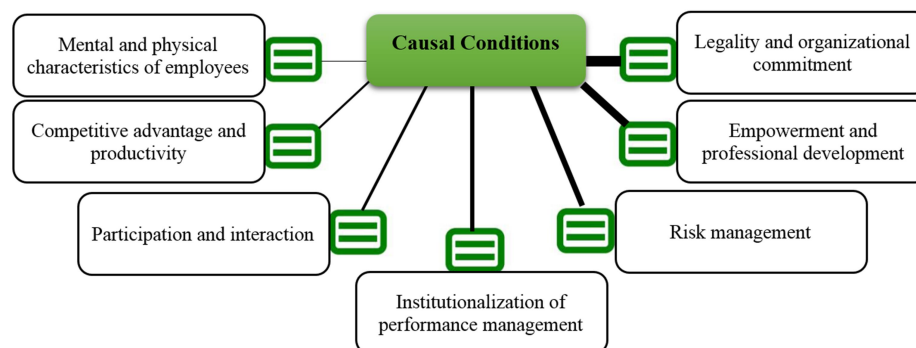 Mental and physical
characteristics of employees
Causal Conditions
Legality and organizational
commitment
Competitive advantage and
productivity
Empowerment and
professional development
Participation and interaction
Risk management
Institutionalization of
performance management